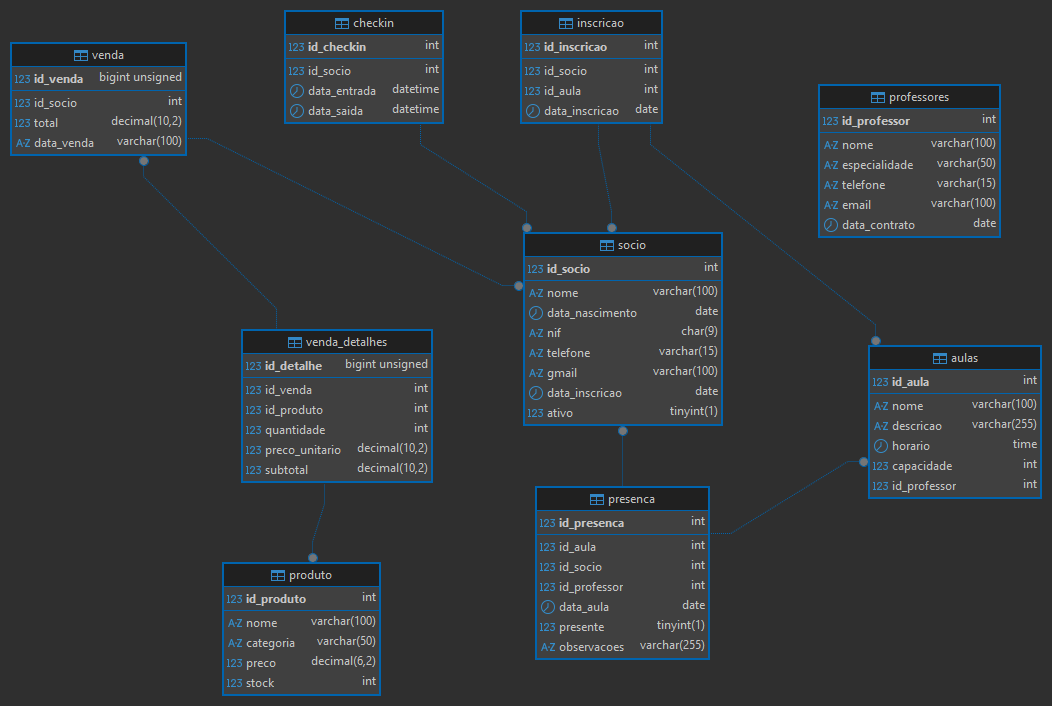 venda
123 id_venda bigint unsigned
123 id_socio int
123 total decimal(10,2)
A-Z data_venda varchar(100)
checkin
123 id_checkin int
123 id_socio int
data_entrada datetime
data_saida datetime
inscricao
123 id_inscricao int
123 id_socio int
123 id_aula int
data_inscricao date
professores
123 id_professor int
A-Z nome varchar(100)
A-Z especialidade varchar(50)
A-Z telefone varchar(15)
A-Z email varchar(100)
data_contrato date
socio
123 id_socio int
A-Z nome varchar(100)
data_nascimento date
A-Z nif char(9)
A-Z telefone varchar(15)
A-Z gmail varchar(100)
data_inscricao date
123 ativo tinyint(1)
venda_detalhes
123 id_detalhe bigint unsigned
123 id_venda int
123 id_produto int
123 quantidade int
123 preco_unitario decimal(10,2)
123 subtotal decimal(10,2)
aulas
123 id_aula int
A-Z nome varchar(100)
A-Z descricao varchar(255)
horario time
123 capacidade int
123 id_professor int
presenca
123 id_presenca int
123 id_aula int
123 id_socio int
123 id_professor int
data_aula date
123 presente tinyint(1)
A-Z observacoes varchar(255)
produto
123 id_produto int
A-Z nome varchar(100)
A-Z categoria varchar(50)
123 preco decimal(6,2)
123 stock int